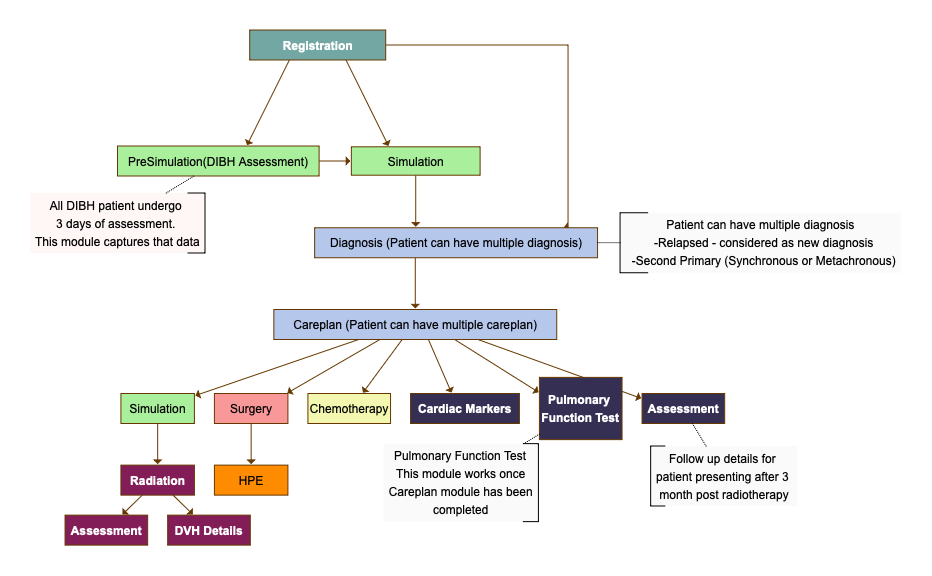 Registration
PreSimulation(DIBH Assessment)
Simulation
All DIBH patient undergo
3 days of assessment.
This module captures that data
Diagnosis (Patient can have multiple diagnosis)
Patient can have multiple diagnosis
-Relapsed - considered as new diagnosis
-Second Primary (Synchronous or Metachronous)
Careplan (Patient can have multiple careplan)
Simulation
Surgery
Chemotherapy
Cardiac Markers
Pulmonary
Function Test
Assessment
Radiation
HPE
Pulmonary Function Test
This module works once
Careplan module has been
completed
Follow up details for
patient presenting after 3
month post radiotherapy
Assessment
DVH Details